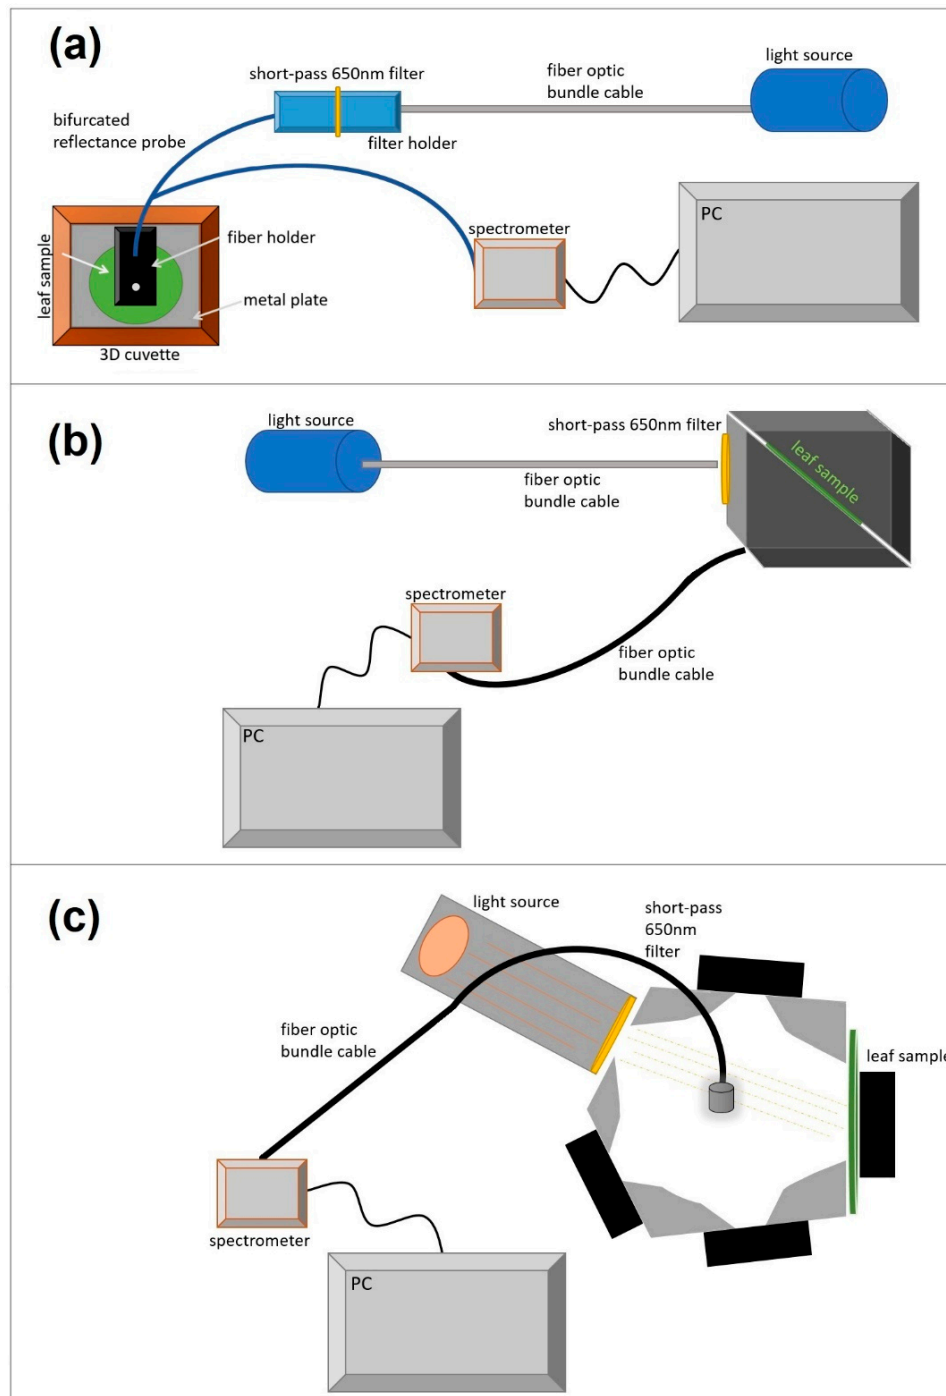 (a)
light source
fiber optic
bundle cable
short-pass 650nm filter
bifurcated
reflectance probe
filter holder
PC
spectrometer
fiber holder
leaf sample
metal plate
3D cuvette
(b)
light source
short-pass 650nm filter
leaf sample
fiber optic
bundle cable
spectrometer
fiber optic
bundle cable
PC
(c)
light source
short-pass
650nm
filter
fiber optic
bundle cable
leaf sample
spectrometer
PC